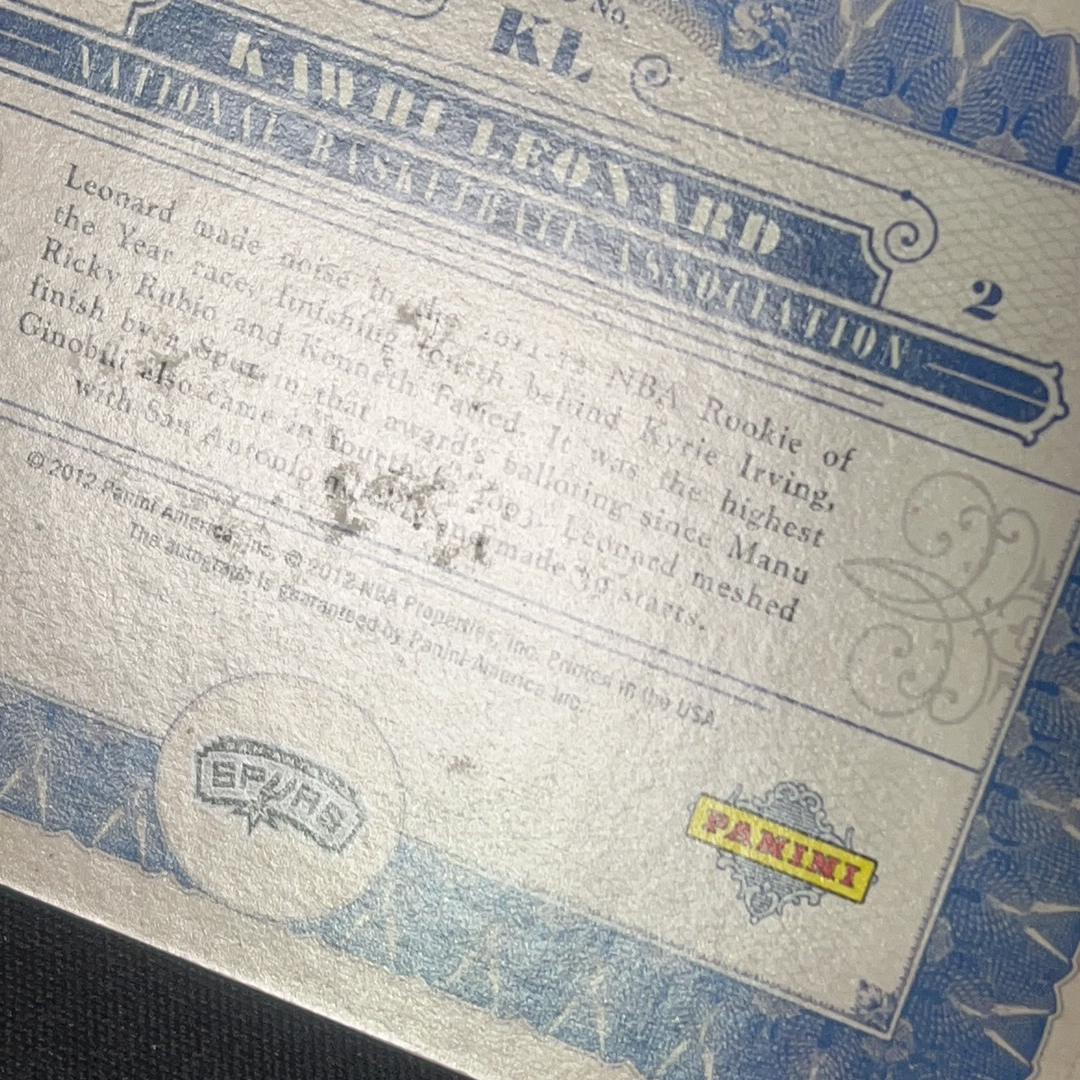 No.
KL
KAWHI LEONARD
NATIONAL BASKETBALL ASSOCIATION
2
Leonard made noise in the 2011-12 NBA Rookie of
the Year race, finishing fourth behind Kyrie Irving,
Ricky Rubio and Kenneth Faried. It was the highest
finish by a Spur in that award's balloting since Manu
Ginobili also came in fourth in 2003. Leonard meshed
with San Antonio and made 39 starts.
© 2012 Panini America, Inc. © 2012 NBA Properties, Inc. Printed in the USA.
The autograph is guaranteed by Panini America Inc.
SPURS
PANINI